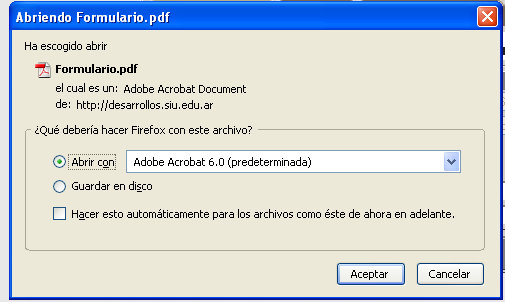 Abriendo Formulario.pdf
Ha escogido abrir
Formulario.pdf
el cual es un: Adobe Acrobat Document
de: http://desarrollos.siu.edu.ar
¿Qué debería hacer Firefox con este archivo?
Abrir con Adobe Acrobat 6.0 (predeterminada)
Guardar en disco
Hacer esto automáticamente para los archivos como éste de ahora en adelante.
Aceptar Cancelar